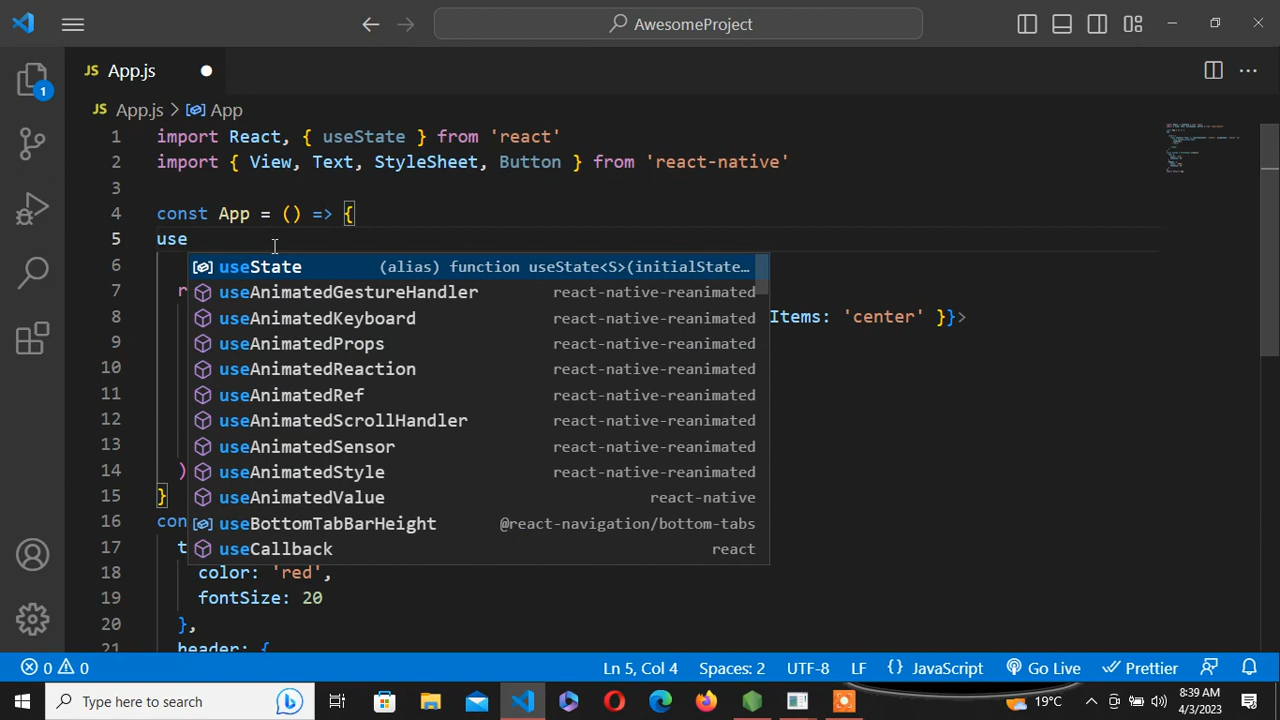 AwesomeProject
JS App.js
1
JS App.js > App
1 import React, { useState } from 'react'
2 import { View, Text, StyleSheet, Button } from 'react-native'
3
4 const App = () => {
5 use
6
7 r
8 Items: 'center' }}>
9
10
11
12
13
14 )
15 }
16 con
17 t
18 color: 'red',
19 fontSize: 20
20 },
21 header: {
useState (alias) function useState<S>(initialState…
useAnimatedGestureHandler react-native-reanimated
useAnimatedKeyboard react-native-reanimated
useAnimatedProps react-native-reanimated
useAnimatedReaction react-native-reanimated
useAnimatedRef react-native-reanimated
useAnimatedScrollHandler react-native-reanimated
useAnimatedSensor react-native-reanimated
useAnimatedStyle react-native-reanimated
useAnimatedValue react-native
useBottomTabBarHeight @react-navigation/bottom-tabs
useCallback react
0 0 Ln 5, Col 4 Spaces: 2 UTF-8 LF {} JavaScript Go Live Prettier
Type here to search 19°C 8:39 AM
4/3/2023